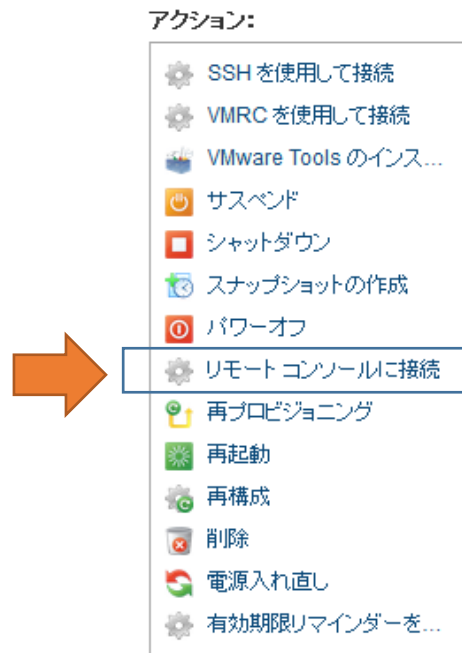 アクション:
SSH を使用して接続
VMRC を使用して接続
VMware Tools のインス...
サスペンド
シャットダウン
スナップショットの作成
パワーオフ
リモート コンソールに接続
再プロビジョニング
再起動
再構成
削除
電源入れ直し
有効期限リマインダーを...